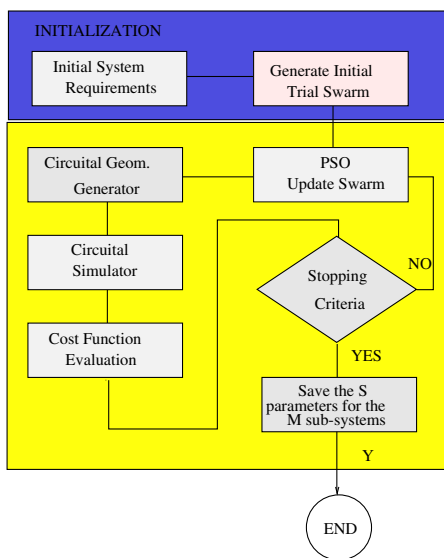 INITIALIZATION
Initial System
Requirements
Generate Initial
Trial Swarm
Circuital Geom.
Generator
PSO
Update Swarm
Circuital
Simulator
NO
Stopping
Criteria
Cost Function
Evaluation
YES
Save the S
parameters for the
M sub-systems
Y
END